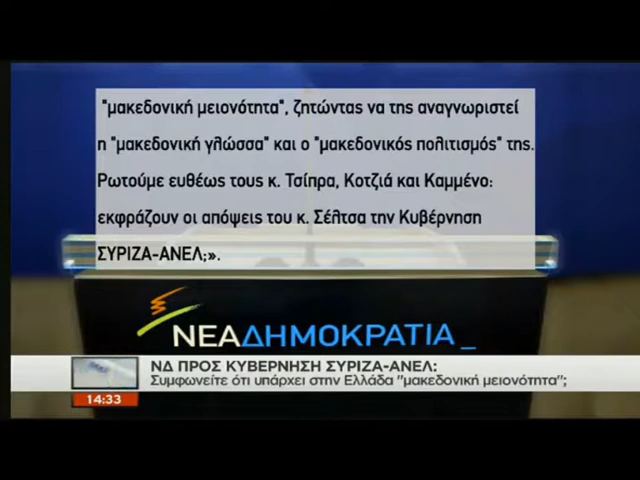 "μακεδονική μειονότητα", ζητώντας να της αναγνωριστεί
η "μακεδονική γλώσσα" και ο "μακεδονικός πολιτισμός" της.
Ρωτούμε ευθέως τους κ. Τσίπρα, Κοτζιά και Καμμένο:
εκφράζουν οι απόψεις του κ. Σέλτσα την Κυβέρνηση
ΣΥΡΙΖΑ-ΑΝΕΛ;».
ΝΕΑΔΗΜΟΚΡΑΤΙΑ_
ΝΔ ΠΡΟΣ ΚΥΒΕΡΝΗΣΗ ΣΥΡΙΖΑ-ΑΝΕΛ:
Συμφωνείτε ότι υπάρχει στην Ελλάδα "μακεδονική μειονότητα";
14:33